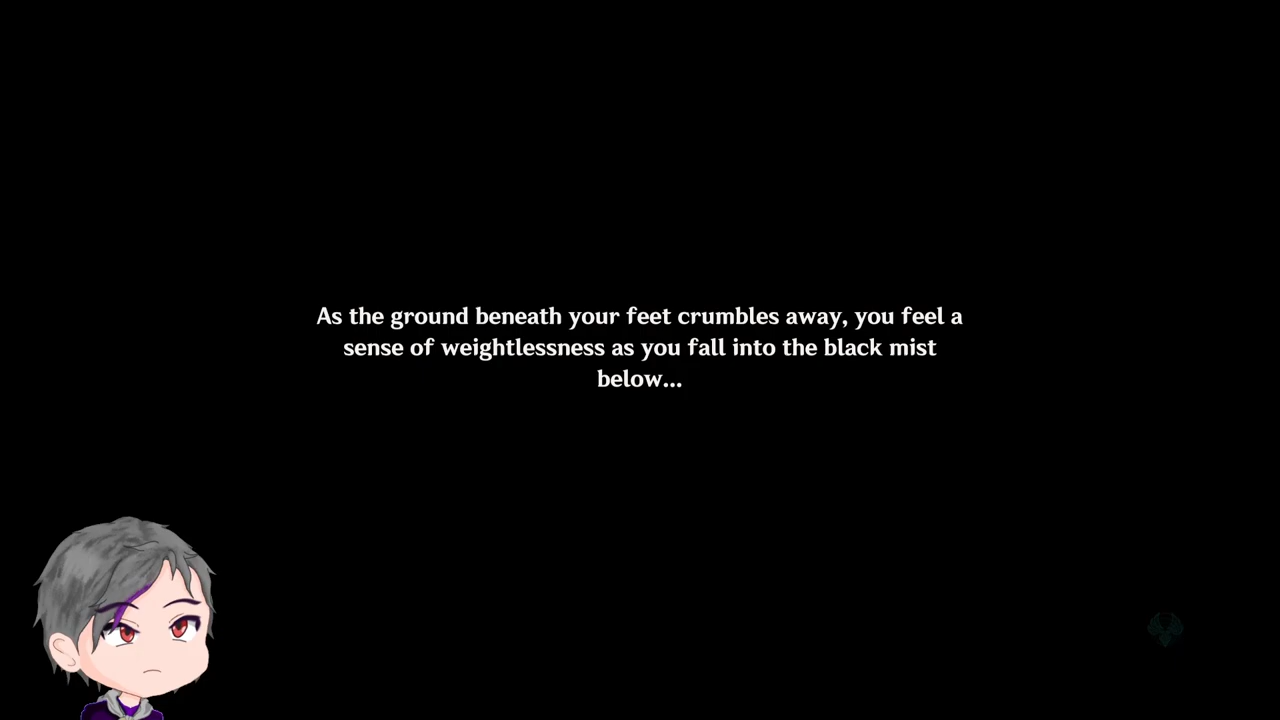 As the ground beneath your feet crumbles away, you feel a
sense of weightlessness as you fall into the black mist
below...